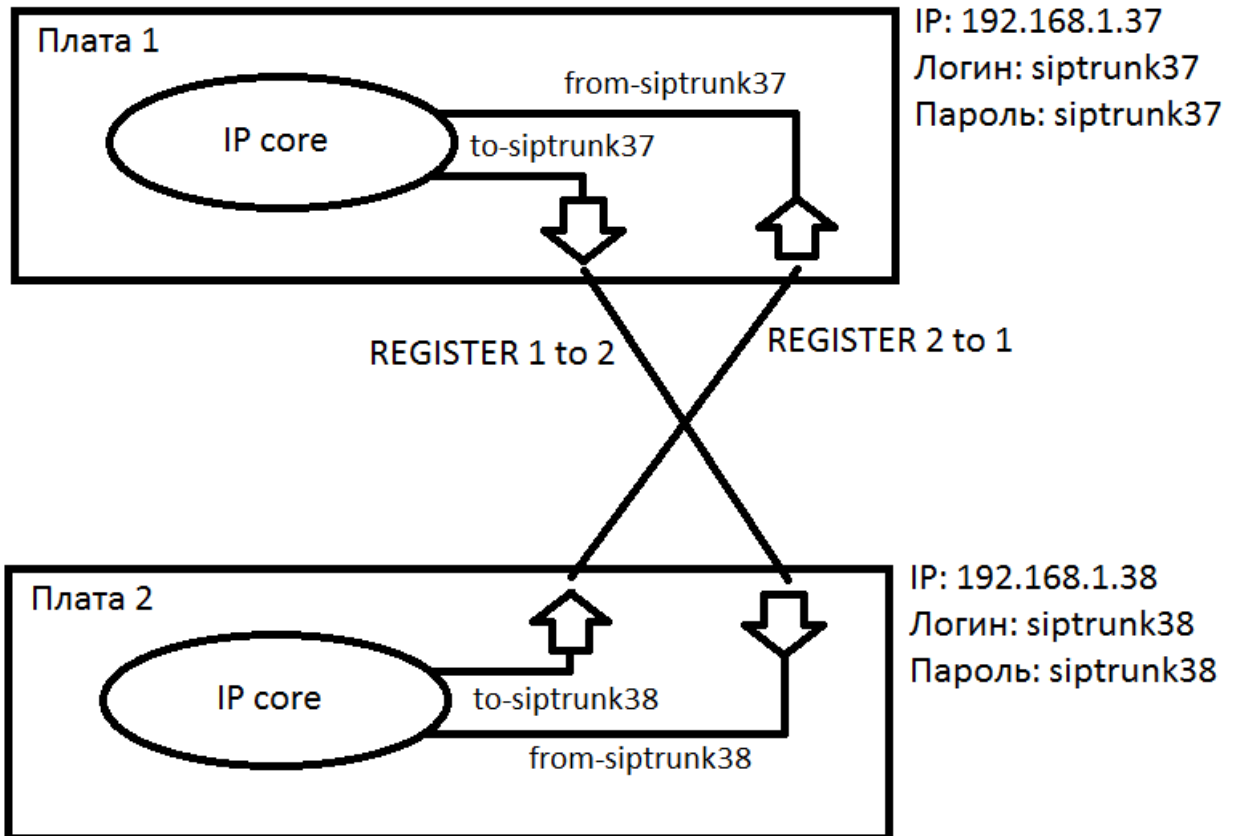 Плата 1
IP: 192.168.1.37
Логин: siptrunk37
Пароль: siptrunk37
from-siptrunk37
IP core
to-siptrunk37
REGISTER 1 to 2
REGISTER 2 to 1
Плата 2
IP: 192.168.1.38
Логин: siptrunk38
Пароль: siptrunk38
IP core
to-siptrunk38
from-siptrunk38